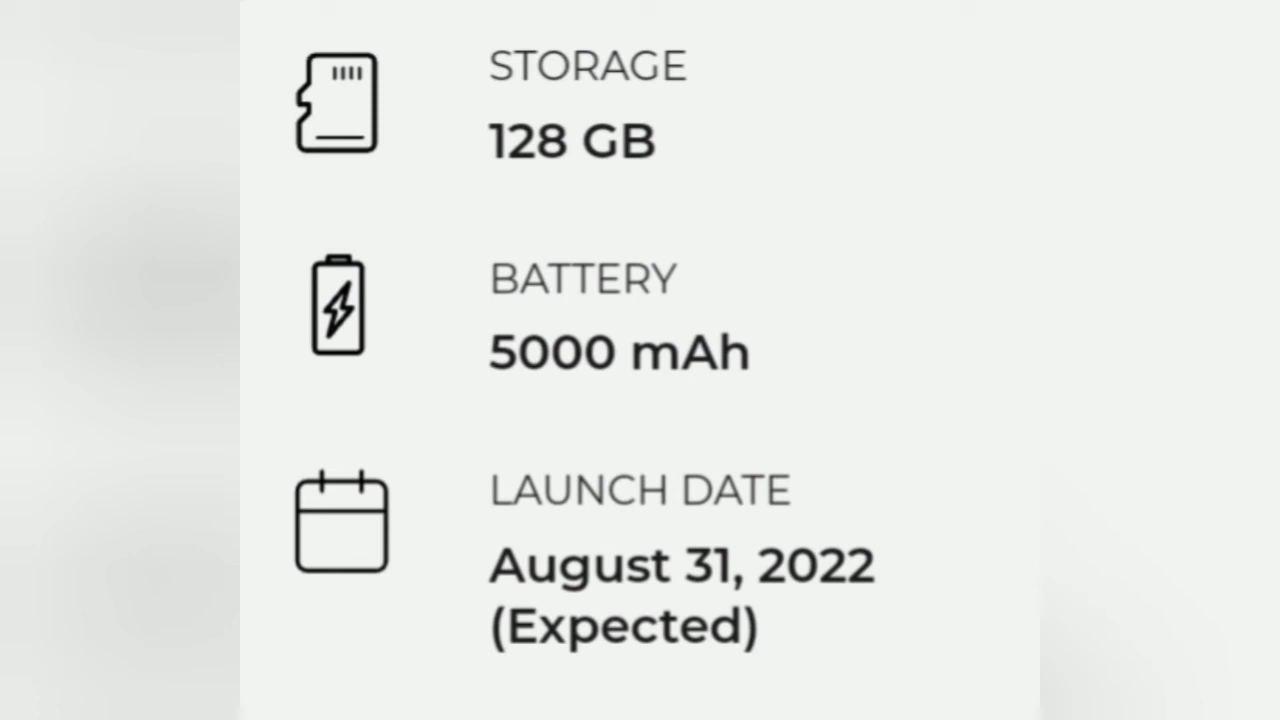 STORAGE
128 GB
BATTERY
5000 mAh
LAUNCH DATE
August 31, 2022
(Expected)